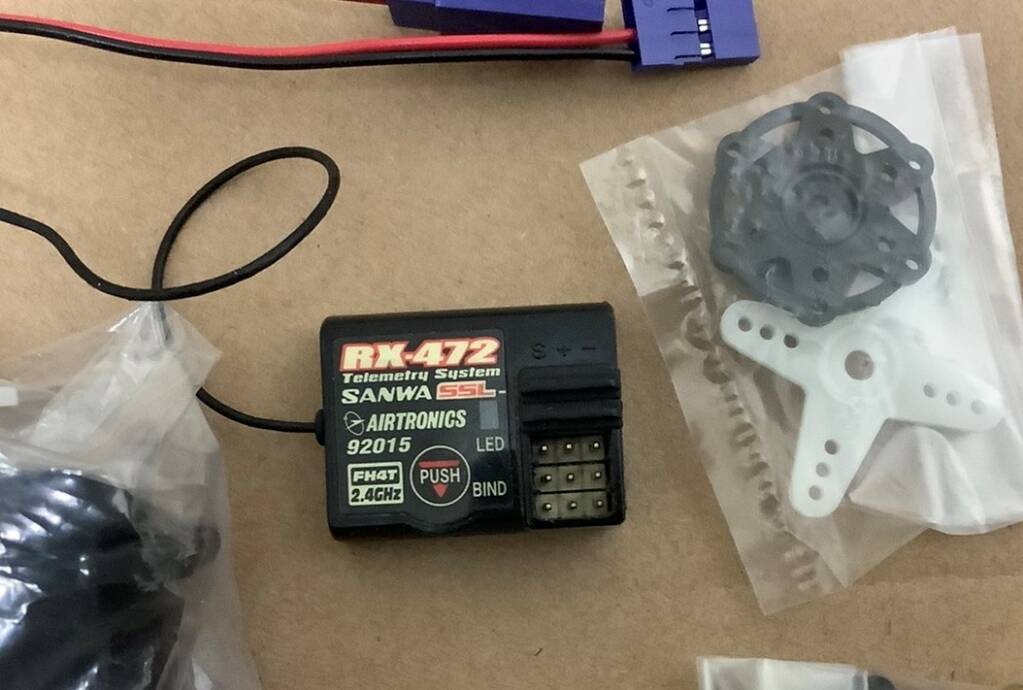 RX-472
Telemetry System
SANWA SSL
AIRTRONICS
92015
LED
FH4T
2.4GHz
PUSH
BIND
S + −